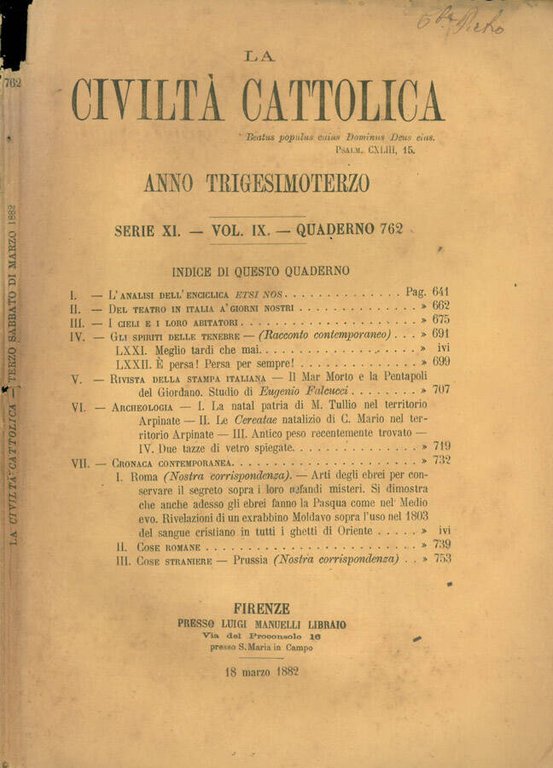 LA
CIVILTÀ CATTOLICA
Beatus populus cuius Dominus Deus eius.
PSALM. CXLIII, 15.
ANNO TRIGESIMOTERZO
SERIE XI. — VOL. IX. — QUADERNO 762
INDICE DI QUESTO QUADERNO
I. — L'ANALISI DELL'ENCICLICA ETSI NOS . . . . . . . . . . . . . Pag. 641
II. — DEL TEATRO IN ITALIA A' GIORNI NOSTRI . . . . . . . . . . . . » 662
III. — I CIELI E I LORO ABITATORI . . . . . . . . . . . . . . . . » 675
IV. — GLI SPIRITI DELLE TENEBRE — (Racconto contemporaneo) . . . . » 691
LXXI. Meglio tardi che mai. . . . . . . . . . . . . . . . » ivi
LXXII. È persa! Persa per sempre! . . . . . . . . . . . . . » 699
V. — RIVISTA DELLA STAMPA ITALIANA — Il Mar Morto e la Pentapoli
del Giordano. Studio di Eugenio Falcucci . . . . . . . . » 707
VI. — ARCHEOLOGIA — I. La natal patria di M. Tullio nel territorio
Arpinate — II. Le Cereatae natalizio di C. Mario nel ter-
ritorio Arpinate — III. Antico peso recentemente trovato —
IV. Due tazze di vetro spiegate. . . . . . . . . . . . . . » 719
VII. — CRONACA CONTEMPORANEA. . . . . . . . . . . . . . . . . . » 732
I. Roma (Nostra corrispondenza). — Arti degli ebrei per con-
servare il segreto sopra i loro nefandi misteri. Si dimostra
che anche adesso gli ebrei fanno la Pasqua come nel Medio
evo. Rivelazioni di un exrabbino Moldavo sopra l'uso nel 1803
del sangue cristiano in tutti i ghetti di Oriente . . . . . » ivi
II. COSE ROMANE . . . . . . . . . . . . . . . . . . . . . » 739
III. COSE STRANIERE — Prussia (Nostra corrispondenza) . . . » 753
FIRENZE
PRESSO LUIGI MANUELLI LIBRAIO
Via del Proconsolo 16
presso S. Maria in Campo
18 marzo 1882
762
LA CIVILTÀ CATTOLICA — TERZO SABBATO DI MARZO 1882